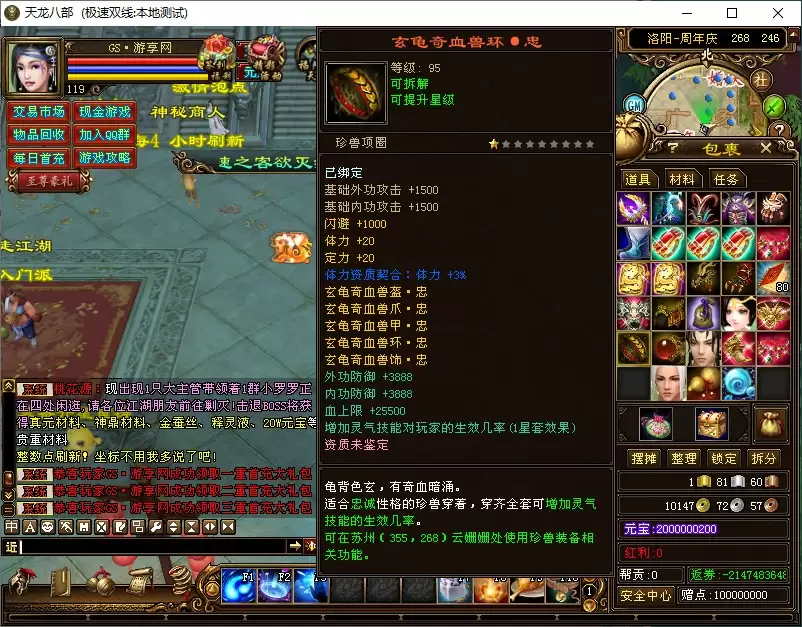 天龙八部 (极速双线:本地测试)
GS·游享网
119
交易市场 现金游戏
物品回收 加入QQ群
每日首充 游戏攻略
至尊豪礼
激情泡点
神秘商人
每4 小时刷新
速之客欲灭
走江湖
入门派
玄龟奇血兽环●忠
等级: 95
可拆解
可提升星级
珍兽项圈
已绑定
基础外功攻击 +1500
基础内功攻击 +1500
闪避 +1000
体力 +20
定力 +20
体力资质契合: 体力 +3%
玄龟奇血兽盔·忠
玄龟奇血兽爪·忠
玄龟奇血兽甲·忠
玄龟奇血兽环·忠
玄龟奇血兽饰·忠
外功防御 +3888
内功防御 +3888
血上限 +25500
增加灵气技能对玩家的生效几率(1星套效果)
资质未鉴定
龟背色玄，有奇血暗涌。
适合忠诚性格的珍兽穿着，穿齐全套可增加灵气
技能的生效几率。
可在苏州（355，268）云姗姗处使用珍兽装备相
关功能。
洛阳-周年庆 268 246
北
社
GM
?
? 包裹
道具 材料 任务
80
摆摊 整理 锁定 拆分
1 81 60
10147 72 57
元宝:2000000200
红利:0
帮贡:0 返券:-2147483648
安全中心 赠点:100000000
系统 桃花源：现出现1只大主管带领着1群小罗罗正
在四处闲逛,请各位江湖朋友前往剿灭!击退BOSS将获
得真元材料、神鼎材料、金蚕丝、释灵液、20W元宝等
贵重材料
整数点刷新！坐标不用我多说了吧！
系统 恭喜玩家GS·游享网成功领取一重首充大礼包
系统 恭喜玩家GS·游享网成功领取二重首充大礼包
系统 恭喜玩家GS·游享网成功领取三重首充大礼包
近
F1 F2
1